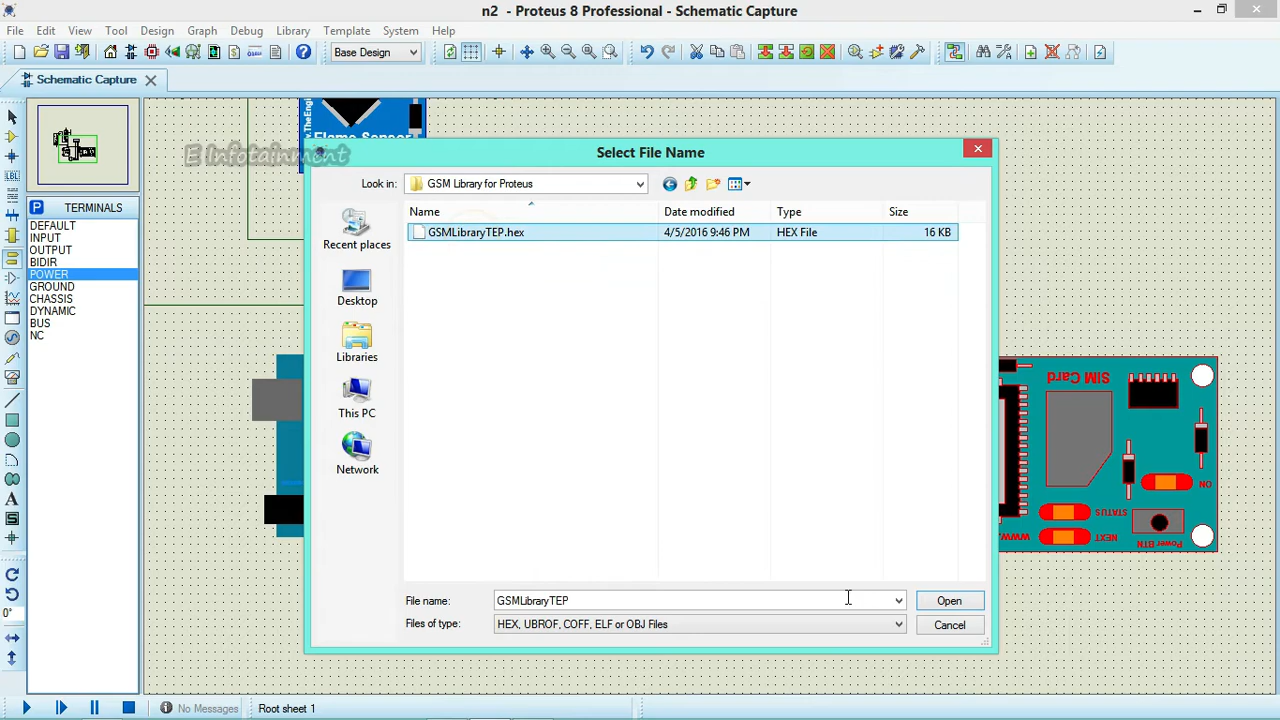 n2 - Proteus 8 Professional - Schematic Capture
File Edit View Tool Design Graph Debug Library Template System Help
Base Design
Schematic Capture
Flame Sensor
E Infotainment
Select File Name
Look in: GSM Library for Proteus
Name Date modified Type Size
GSMLibraryTEP.hex 4/5/2016 9:46 PM HEX File 16 KB
Recent places
Desktop
Libraries
This PC
Network
File name: GSMLibraryTEP Open
Files of type: HEX, UBROF, COFF, ELF or OBJ Files Cancel
P TERMINALS
DEFAULT
INPUT
OUTPUT
BIDIR
POWER
GROUND
CHASSIS
DYNAMIC
BUS
NC
0°
SIM Card
ON
STATUS
NEXT
Power BTN
No Messages Root sheet 1